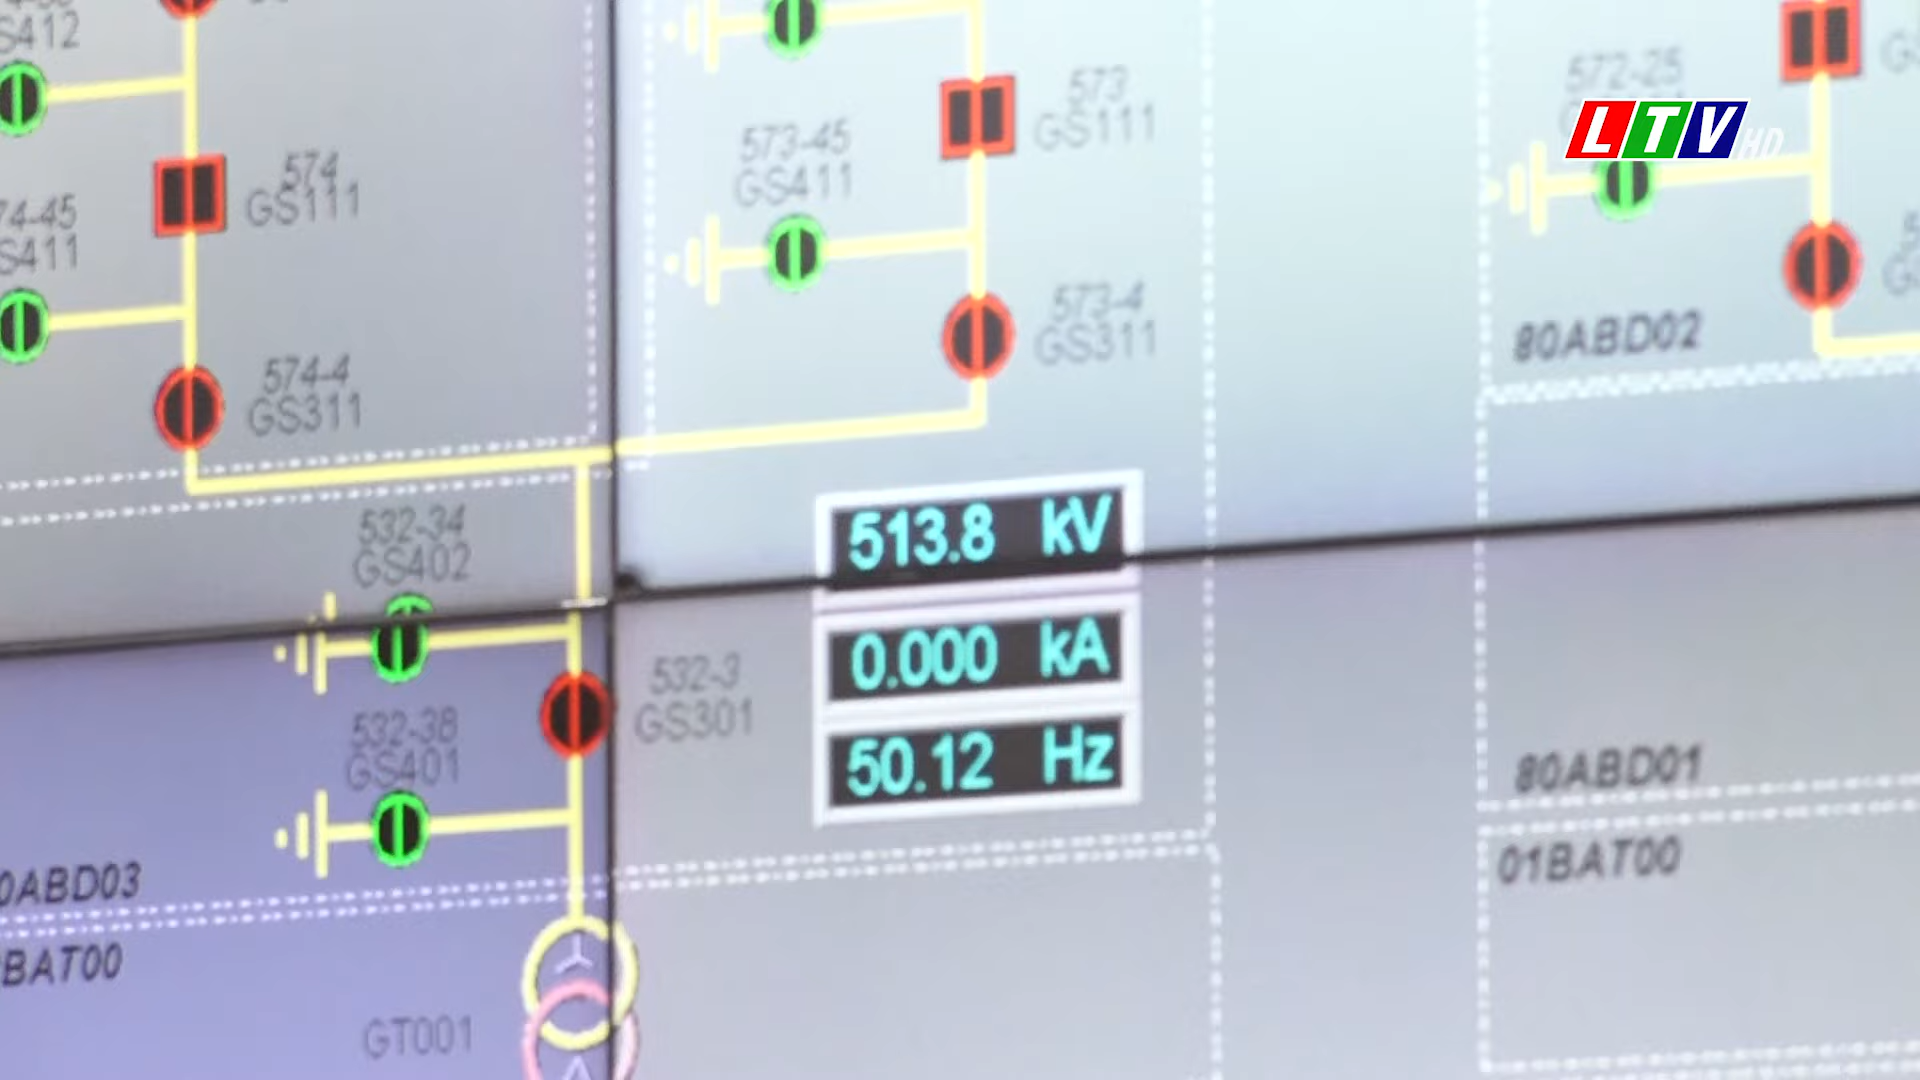 GS412
574
GS111
74-45
S411
574-4
GS311
573
GS111
573-45
GS411
573-4
GS311
572-25
LTV HD
80ABD02
532-34
GS402
532-3
GS301
532-38
GS401
513.8 kV
0.000 kA
50.12 Hz
80ABD01
01BAT00
0ABD03
BAT00
GT001